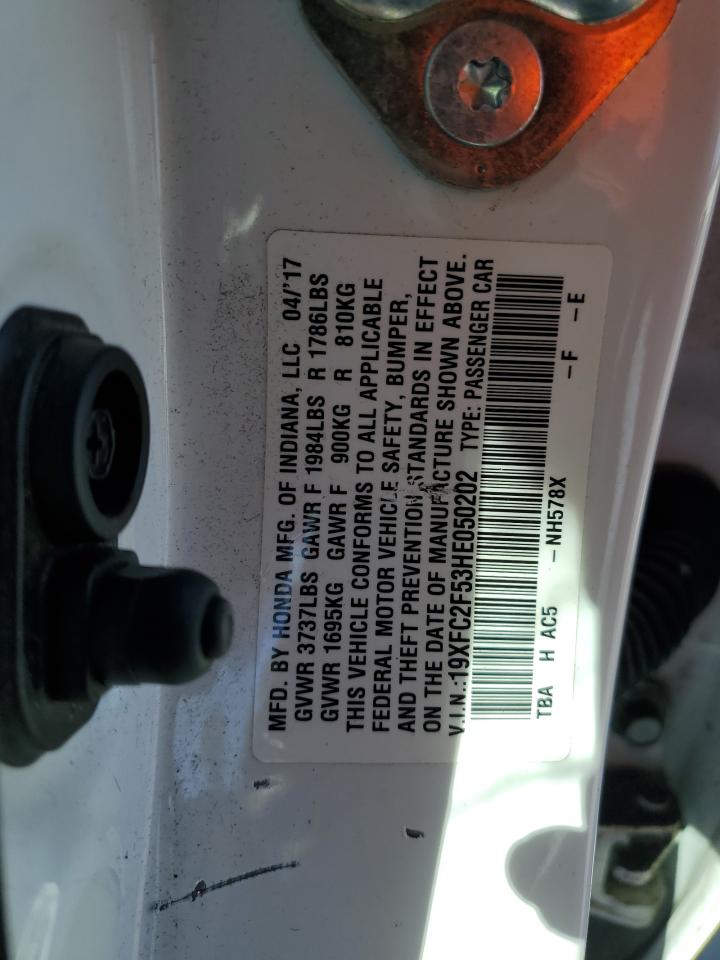 MFD. BY HONDA MFG. OF INDIANA, LLC 04/'17
GVWR 3737LBS GAWR F 1984LBS R 1786LBS
GVWR 1695KG GAWR F 900KG R 810KG
THIS VEHICLE CONFORMS TO ALL APPLICABLE
FEDERAL MOTOR VEHICLE SAFETY, BUMPER,
AND THEFT PREVENTION STANDARDS IN EFFECT
ON THE DATE OF MANUFACTURE SHOWN ABOVE.
V.I.N.:19XFC2F53HE050202 TYPE: PASSENGER CAR
TBA H AC5 -NH578X -F -E